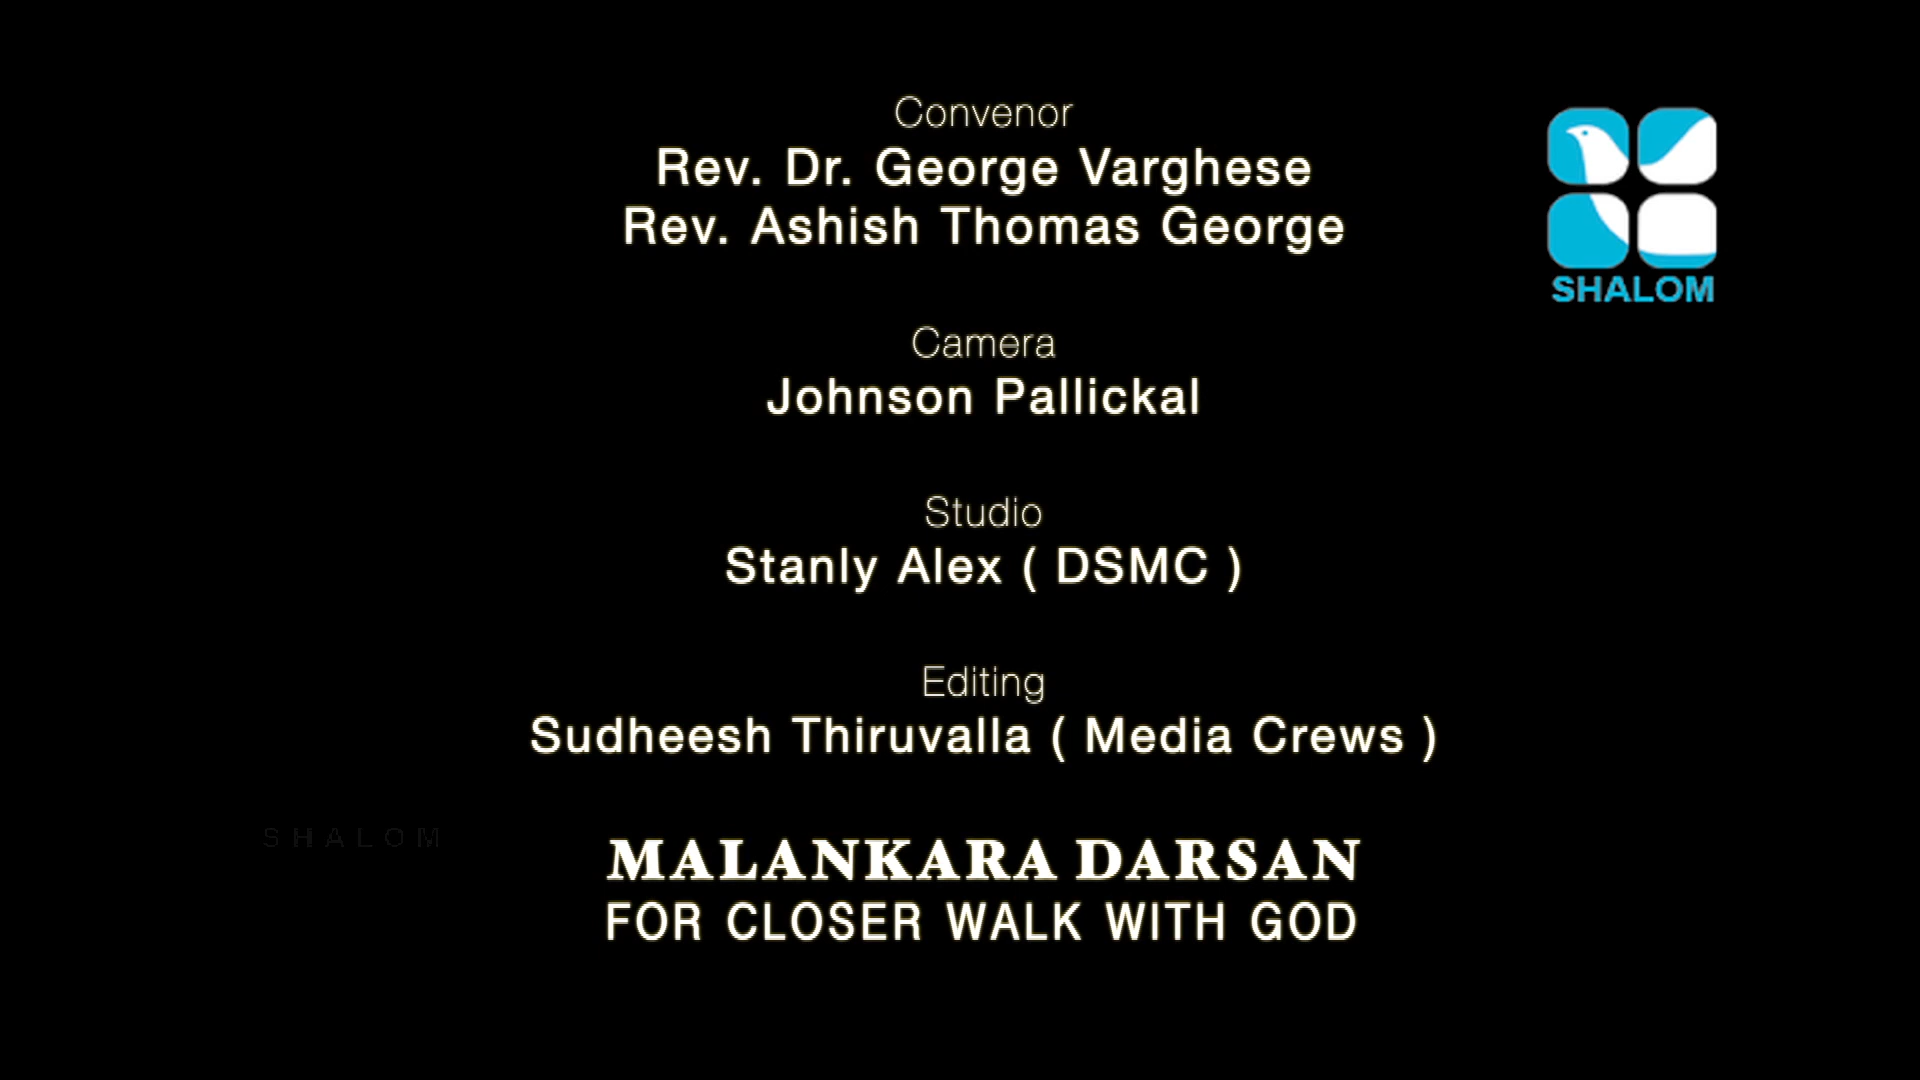 Convenor
Rev. Dr. George Varghese
Rev. Ashish Thomas George
SHALOM
Camera
Johnson Pallickal
Studio
Stanly Alex ( DSMC )
Editing
Sudheesh Thiruvalla ( Media Crews )
SHALOM
MALANKARA DARSAN
FOR CLOSER WALK WITH GOD